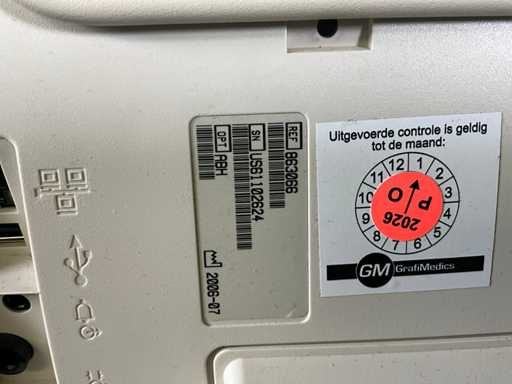 REF 863066
SN US61102624
OPT ABH
2006-07
Uitgevoerde controle is geldig
tot de maand:
1
2
3
4
5
6
7
8
9
10
11
12
P O
2026
GM GrafiMedics